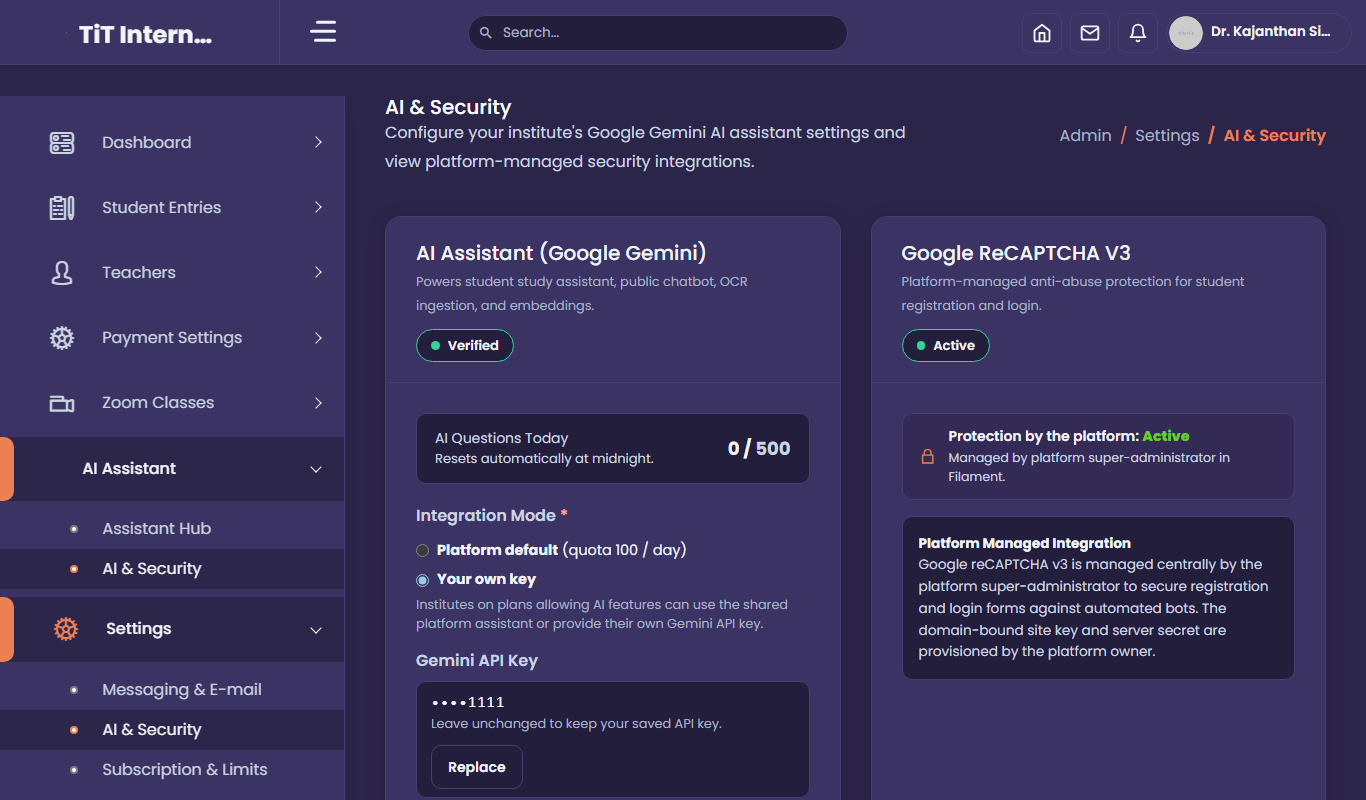 TiT Intern...
Search...
Dr. Kajanthan Si...
Dashboard
Student Entries
Teachers
Payment Settings
Zoom Classes
AI Assistant
Assistant Hub
AI & Security
Settings
Messaging & E-mail
AI & Security
Subscription & Limits
AI & Security
Configure your institute's Google Gemini AI assistant settings and
view platform-managed security integrations.
Admin / Settings / AI & Security
AI Assistant (Google Gemini)
Powers student study assistant, public chatbot, OCR
ingestion, and embeddings.
Verified
AI Questions Today
Resets automatically at midnight.
0 / 500
Integration Mode *
Platform default (quota 100 / day)
Your own key
Institutes on plans allowing AI features can use the shared
platform assistant or provide their own Gemini API key.
Gemini API Key
••••1111
Leave unchanged to keep your saved API key.
Replace
Google ReCAPTCHA V3
Platform-managed anti-abuse protection for student
registration and login.
Active
Protection by the platform: Active
Managed by platform super-administrator in
Filament.
Platform Managed Integration
Google reCAPTCHA v3 is managed centrally by the
platform super-administrator to secure registration
and login forms against automated bots. The
domain-bound site key and server secret are
provisioned by the platform owner.